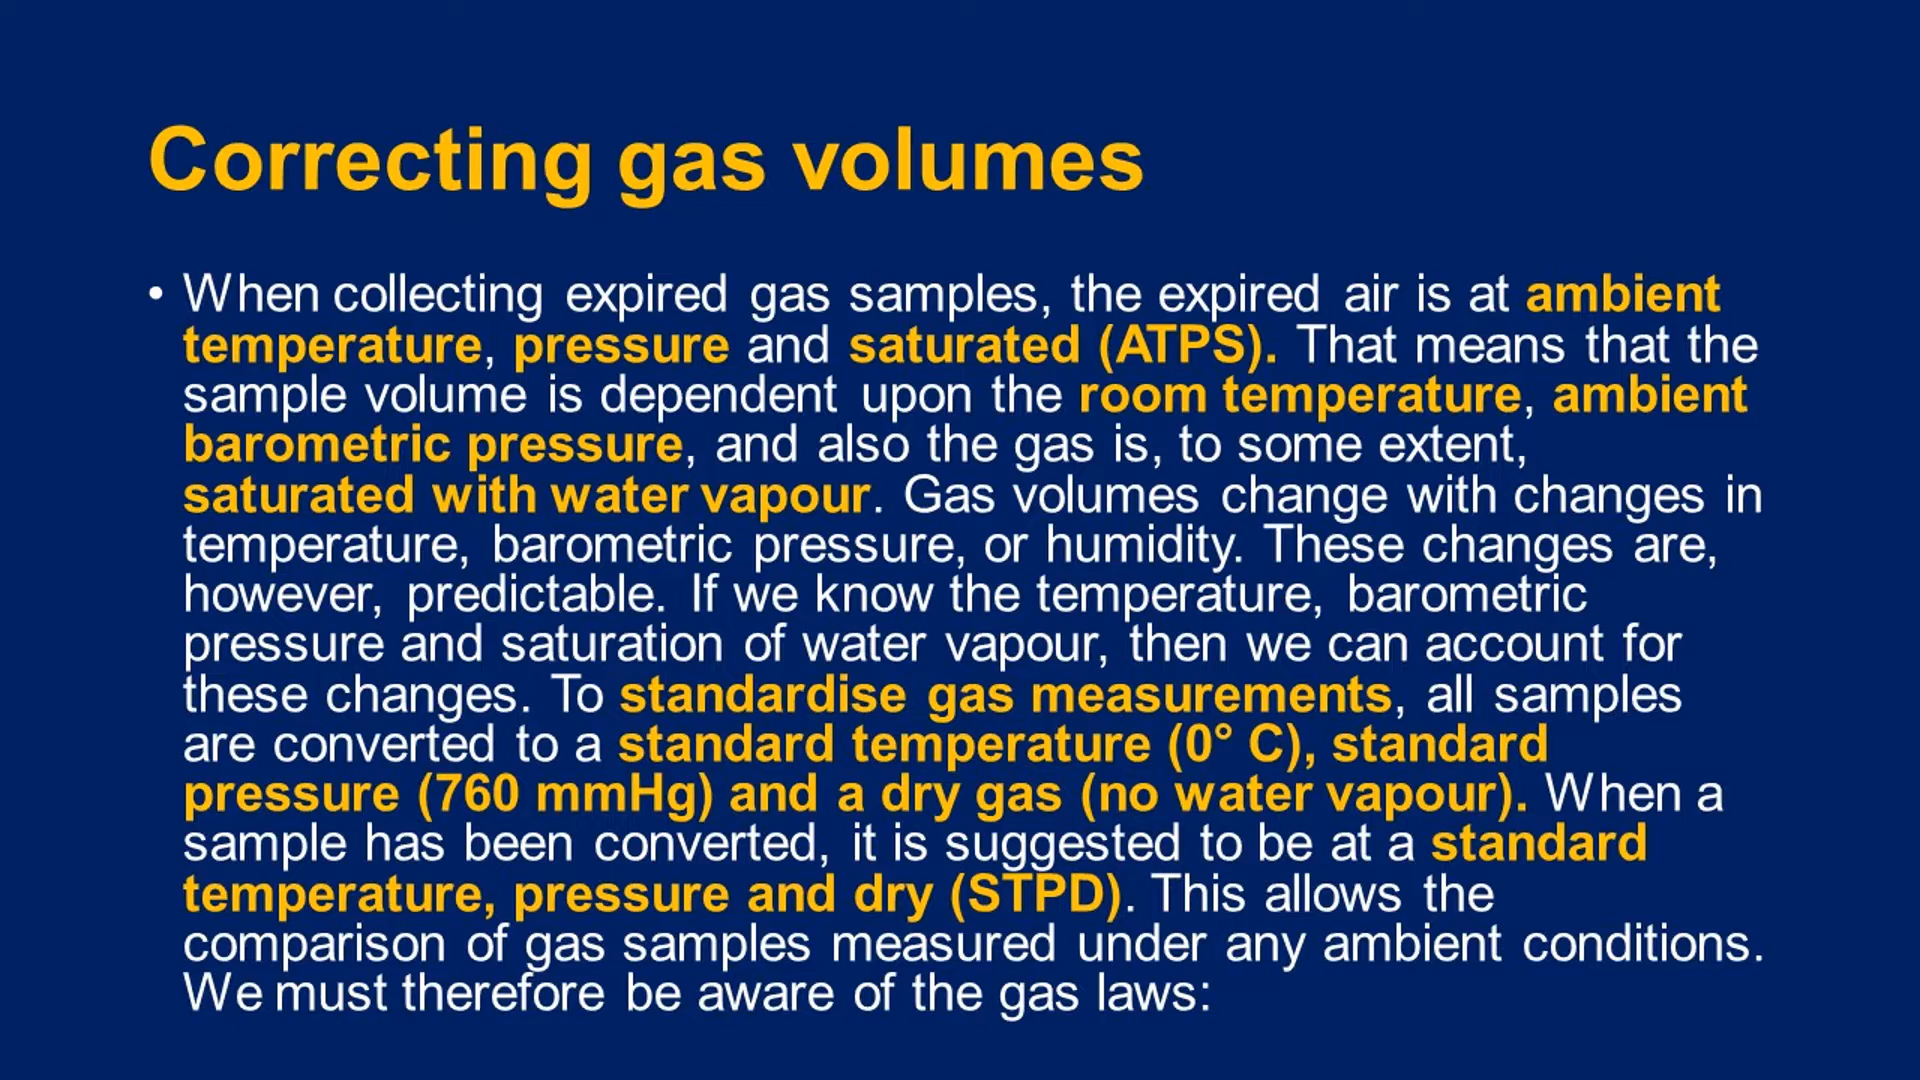 Correcting gas volumes
• When collecting expired gas samples, the expired air is at ambient
temperature, pressure and saturated (ATPS). That means that the
sample volume is dependent upon the room temperature, ambient
barometric pressure, and also the gas is, to some extent,
saturated with water vapour. Gas volumes change with changes in
temperature, barometric pressure, or humidity. These changes are,
however, predictable. If we know the temperature, barometric
pressure and saturation of water vapour, then we can account for
these changes. To standardise gas measurements, all samples
are converted to a standard temperature (0° C), standard
pressure (760 mmHg) and a dry gas (no water vapour). When a
sample has been converted, it is suggested to be at a standard
temperature, pressure and dry (STPD). This allows the
comparison of gas samples measured under any ambient conditions.
We must therefore be aware of the gas laws: